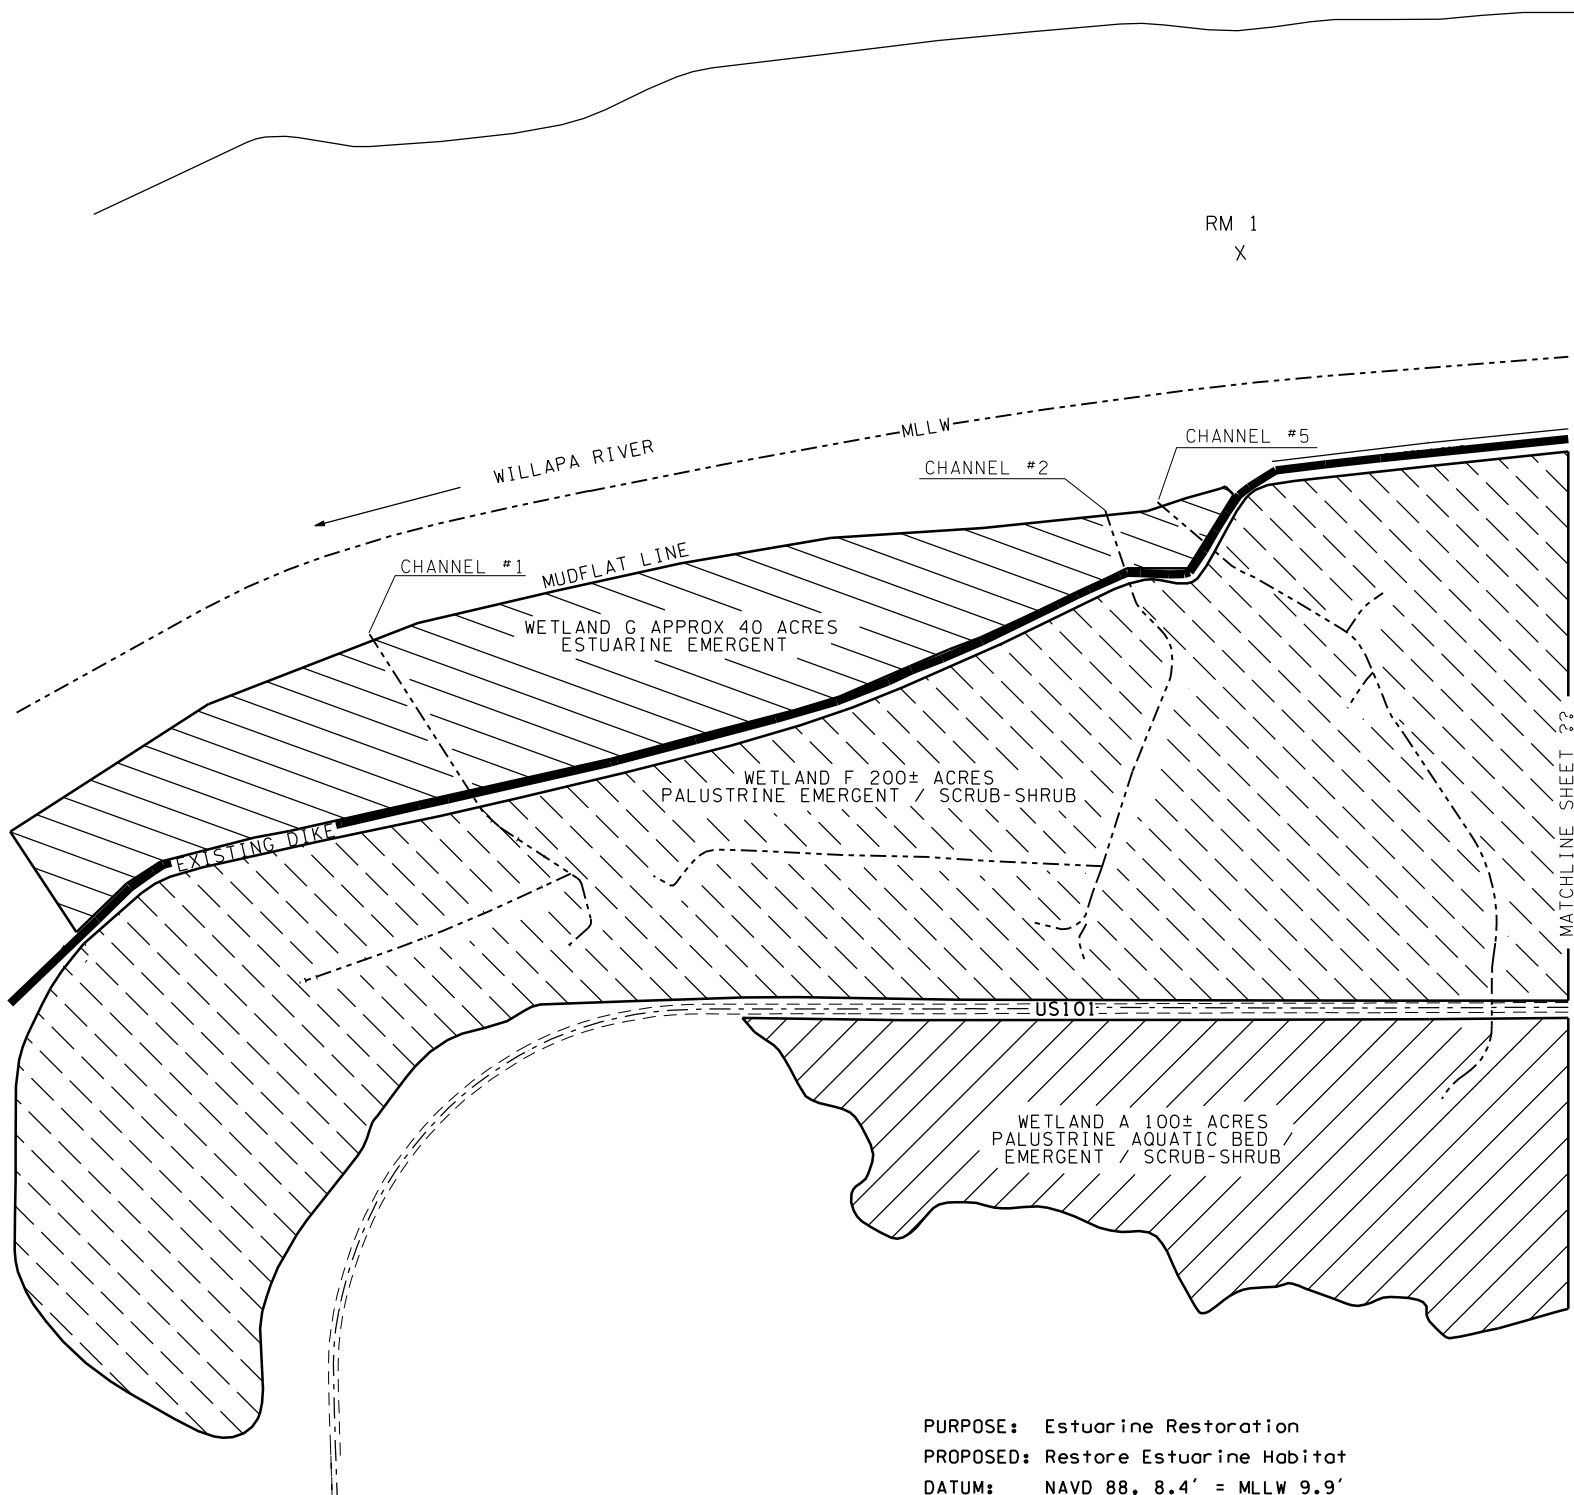 RM 1
X
CHANNEL #5
MLLW
WILLAPA RIVER
CHANNEL #2
MUDFLAT LINE
CHANNEL #1
WETLAND G APPROX 40 ACRES
ESTUARINE EMERGENT
WETLAND F 200± ACRES
PALUSTRINE EMERGENT / SCRUB-SHRUB
MATCHLINE SHEET ??
EXISTING DIKE
US101
WETLAND A 100± ACRES
PALUSTRINE AQUATIC BED /
EMERGENT / SCRUB-SHRUB
PURPOSE: Estuarine Restoration
PROPOSED: Restore Estuarine Habitat
DATUM: NAVD 88, 8.4' = MLLW 9.9'